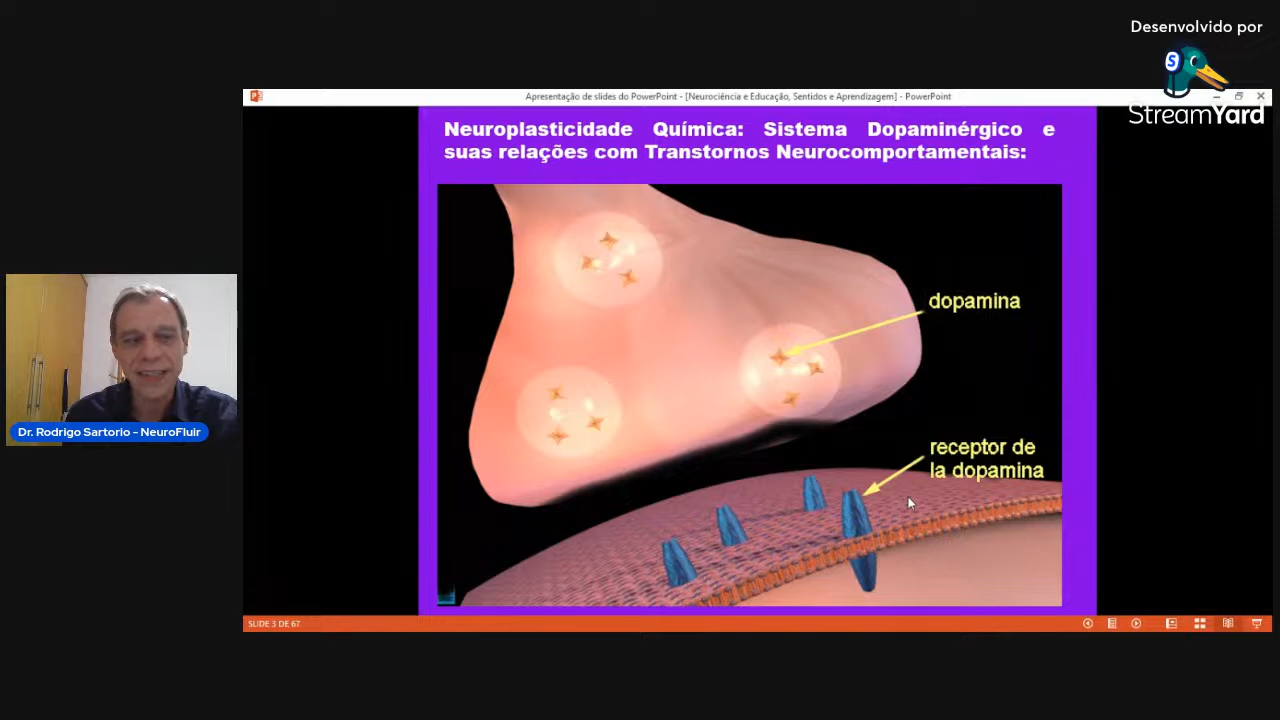 Desenvolvido por
S
StreamYard
Apresentação de slides do PowerPoint - [Neurociência e Educação, Sentidos e Aprendizagem] - PowerPoint
Neuroplasticidade Química: Sistema Dopaminérgico e
suas relações com Transtornos Neurocomportamentais:
dopamina
receptor de
la dopamina
Dr. Rodrigo Sartorio - NeuroFluir
SLIDE 3 DE 67